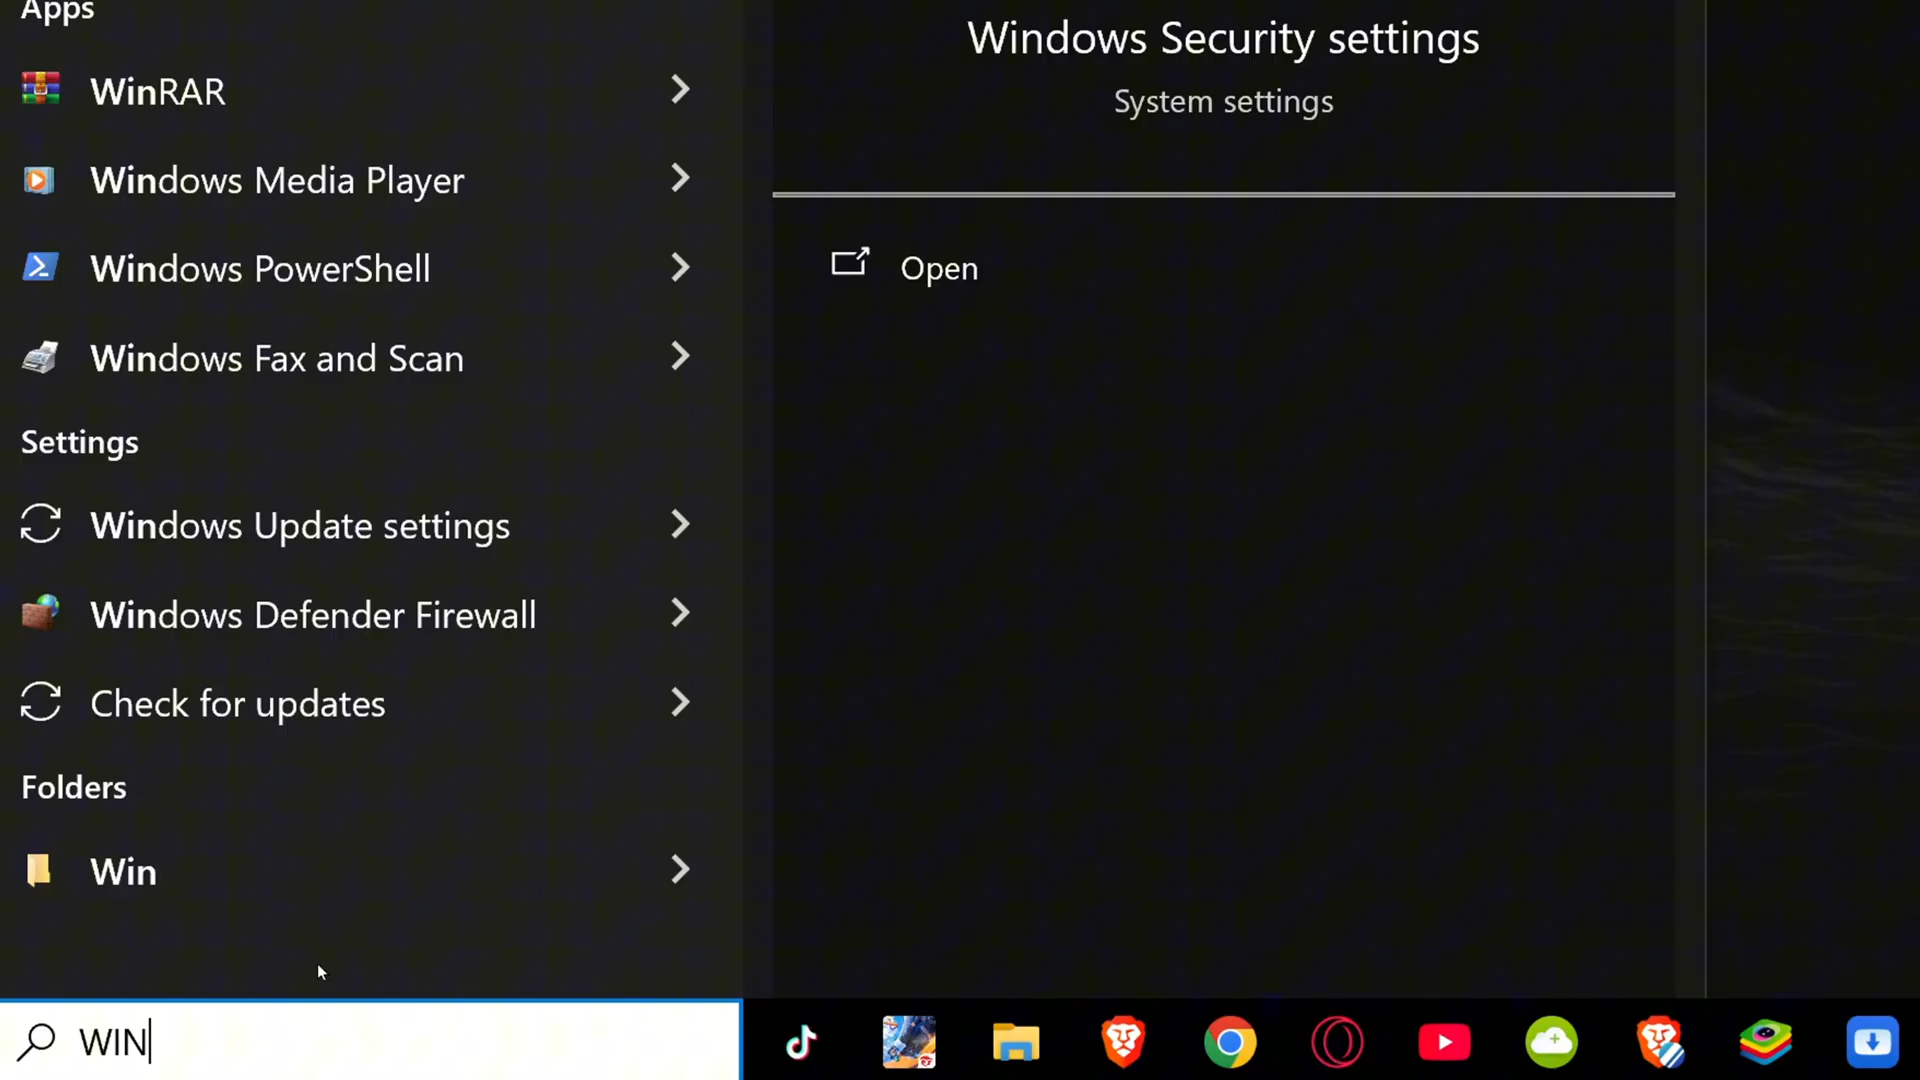 Apps
WinRAR
Windows Media Player
Windows PowerShell
Windows Fax and Scan
Settings
Windows Update settings
Windows Defender Firewall
Check for updates
Folders
Win
WIN
Windows Security settings
System settings
Open